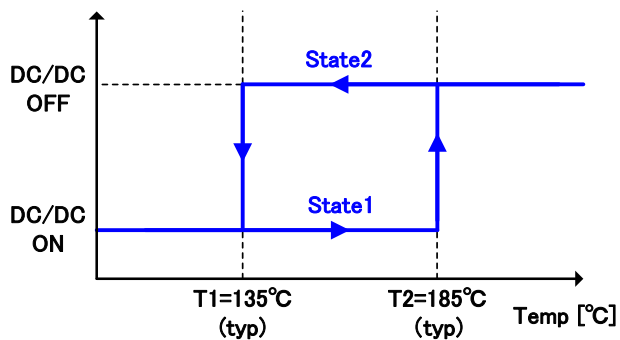 State2
DC/DC
OFF
State1
DC/DC
ON
T1=135℃
(typ)
T2=185℃
(typ)
Temp [℃]